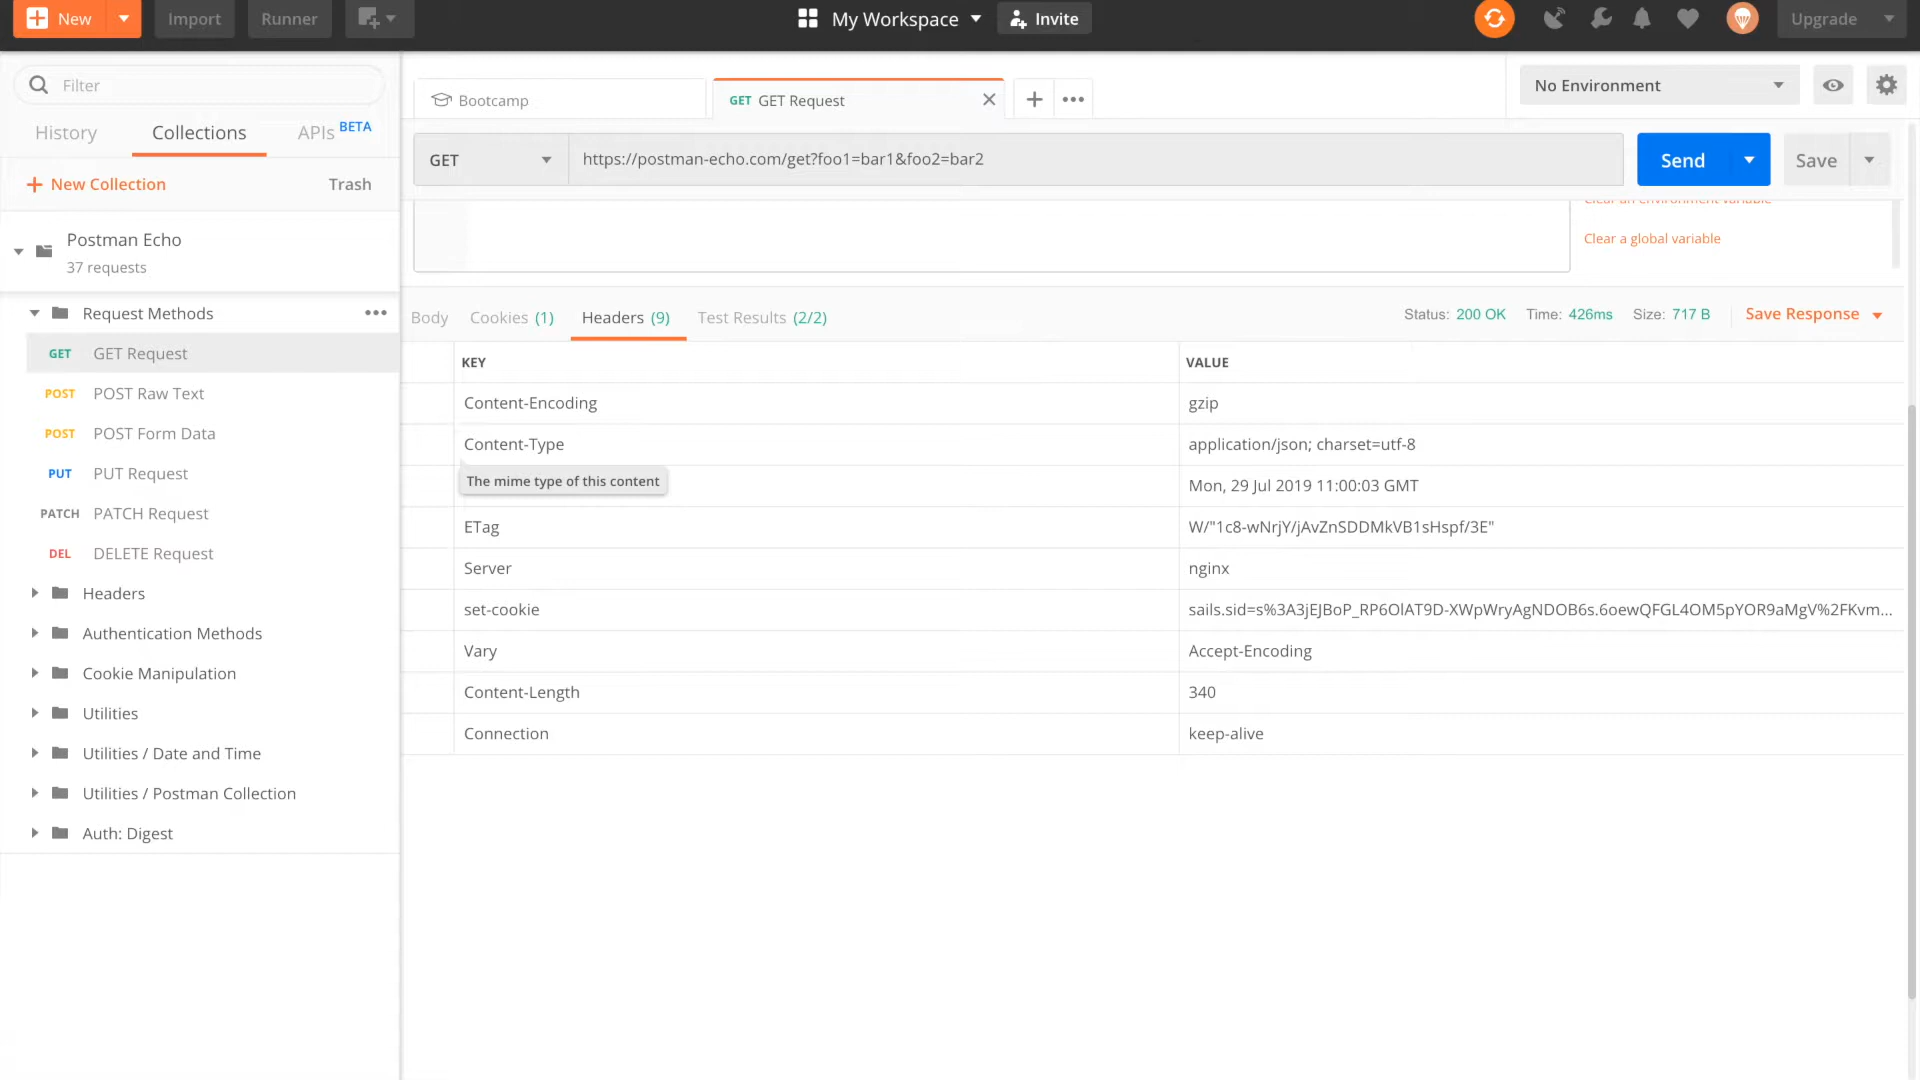 New
Import
Runner
My Workspace
Invite
Upgrade
Filter
History
Collections
APIs BETA
New Collection
Trash
Postman Echo
37 requests
Request Methods
GET GET Request
POST POST Raw Text
POST POST Form Data
PUT PUT Request
PATCH PATCH Request
DEL DELETE Request
Headers
Authentication Methods
Cookie Manipulation
Utilities
Utilities / Date and Time
Utilities / Postman Collection
Auth: Digest
Bootcamp
GET GET Request
No Environment
GET
https://postman-echo.com/get?foo1=bar1&foo2=bar2
Send
Save
Clear an environment variable
Clear a global variable
Body
Cookies (1)
Headers (9)
Test Results (2/2)
Status: 200 OK
Time: 426ms
Size: 717 B
Save Response
KEY VALUE
Content-Encoding gzip
Content-Type application/json; charset=utf-8
The mime type of this content
Mon, 29 Jul 2019 11:00:03 GMT
ETag W/"1c8-wNrjY/jAvZnSDDMkVB1sHspf/3E"
Server nginx
set-cookie sails.sid=s%3A3jEJBoP_RP6OlAT9D-XWpWryAgNDOB6s.6oewQFGL4OM5pYOR9aMgV%2FKvm...
Vary Accept-Encoding
Content-Length 340
Connection keep-alive